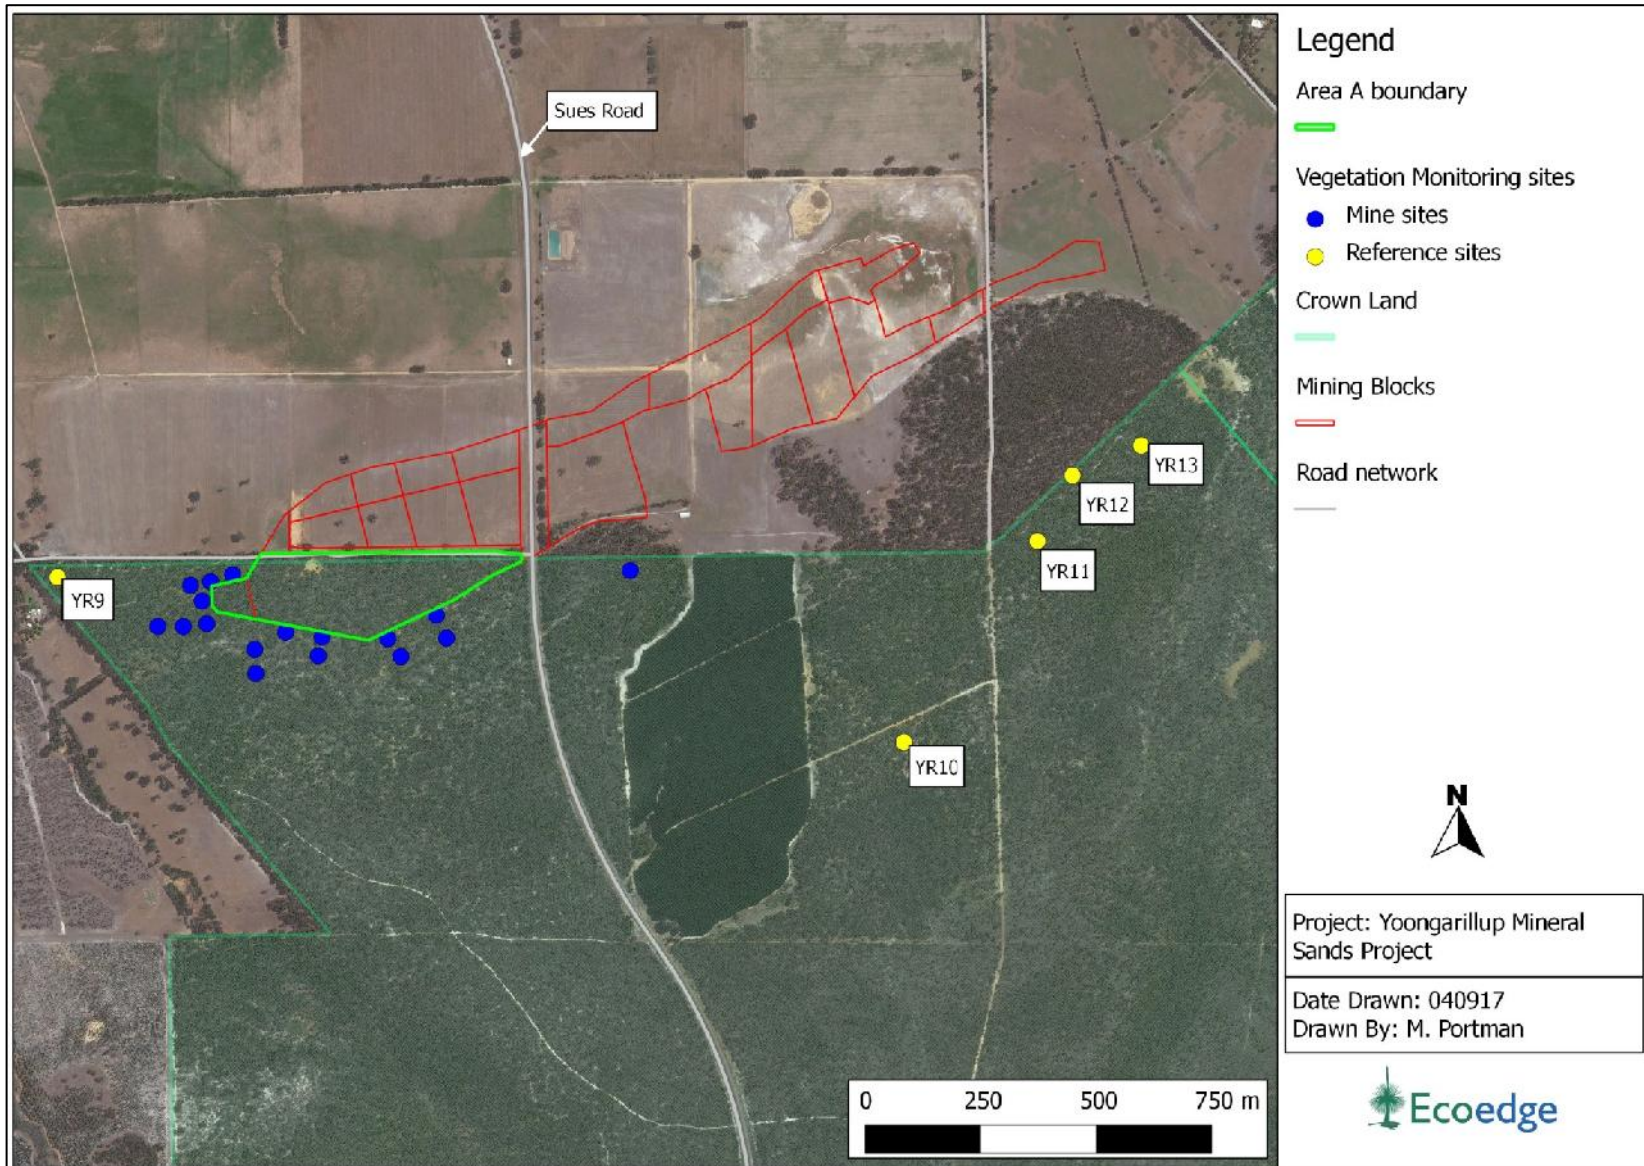 Sues Road
YR9
YR10
YR11
YR12
YR13
0 250 500 750 m
Legend
Area A boundary
Vegetation Monitoring sites
Mine sites
Reference sites
Crown Land
Mining Blocks
Road network
N
Project: Yoongarillup Mineral
Sands Project
Date Drawn: 040917
Drawn By: M. Portman
Ecoedge